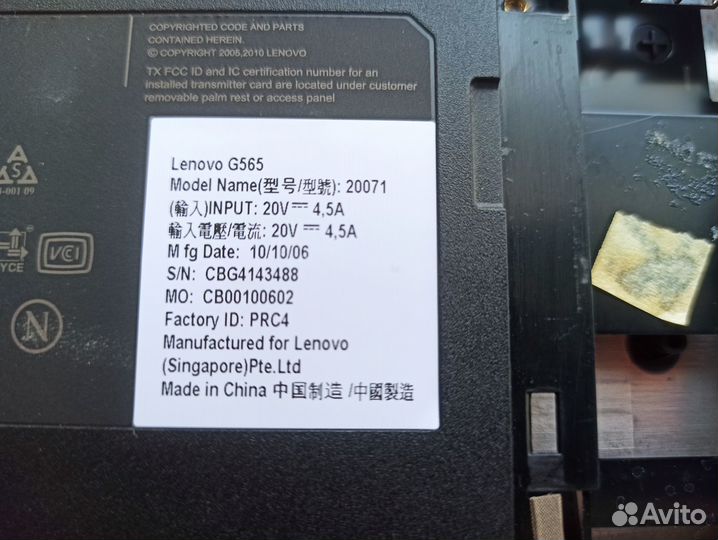 COPYRIGHTED CODE AND PARTS
CONTAINED HEREIN.
© COPYRIGHT 2005,2010 LENOVO
TX FCC ID and IC certification number for an
installed transmitter card are located under customer
removable palm rest or access panel
Lenovo G565
Model Name(型号/型號): 20071
(輸入)INPUT: 20V⎓ 4,5A
輸入電壓/電流: 20V⎓ 4,5A
Mfg Date: 10/10/06
S/N: CBG4143488
MO: CB00100602
Factory ID: PRC4
Manufactured for Lenovo
(Singapore)Pte.Ltd
Made in China 中国制造 /中國製造
S
-001 09
YCE
VCI
N
Avito